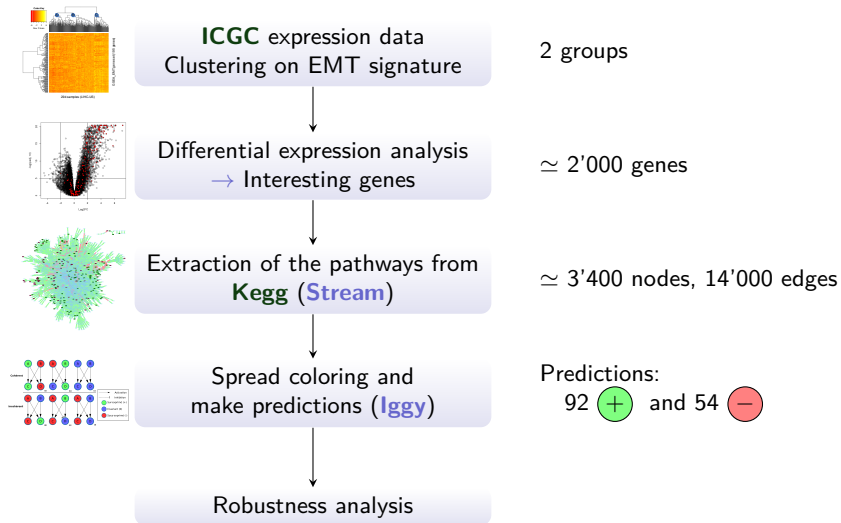 ICGC expression data
Clustering on EMT signature
2 groups
Differential expression analysis
→ Interesting genes
≃ 2'000 genes
Extraction of the pathways from
Kegg (Stream)
≃ 3'400 nodes, 14'000 edges
Spread coloring and
make predictions (Iggy)
Predictions:
92 + and 54 −
Robustness analysis